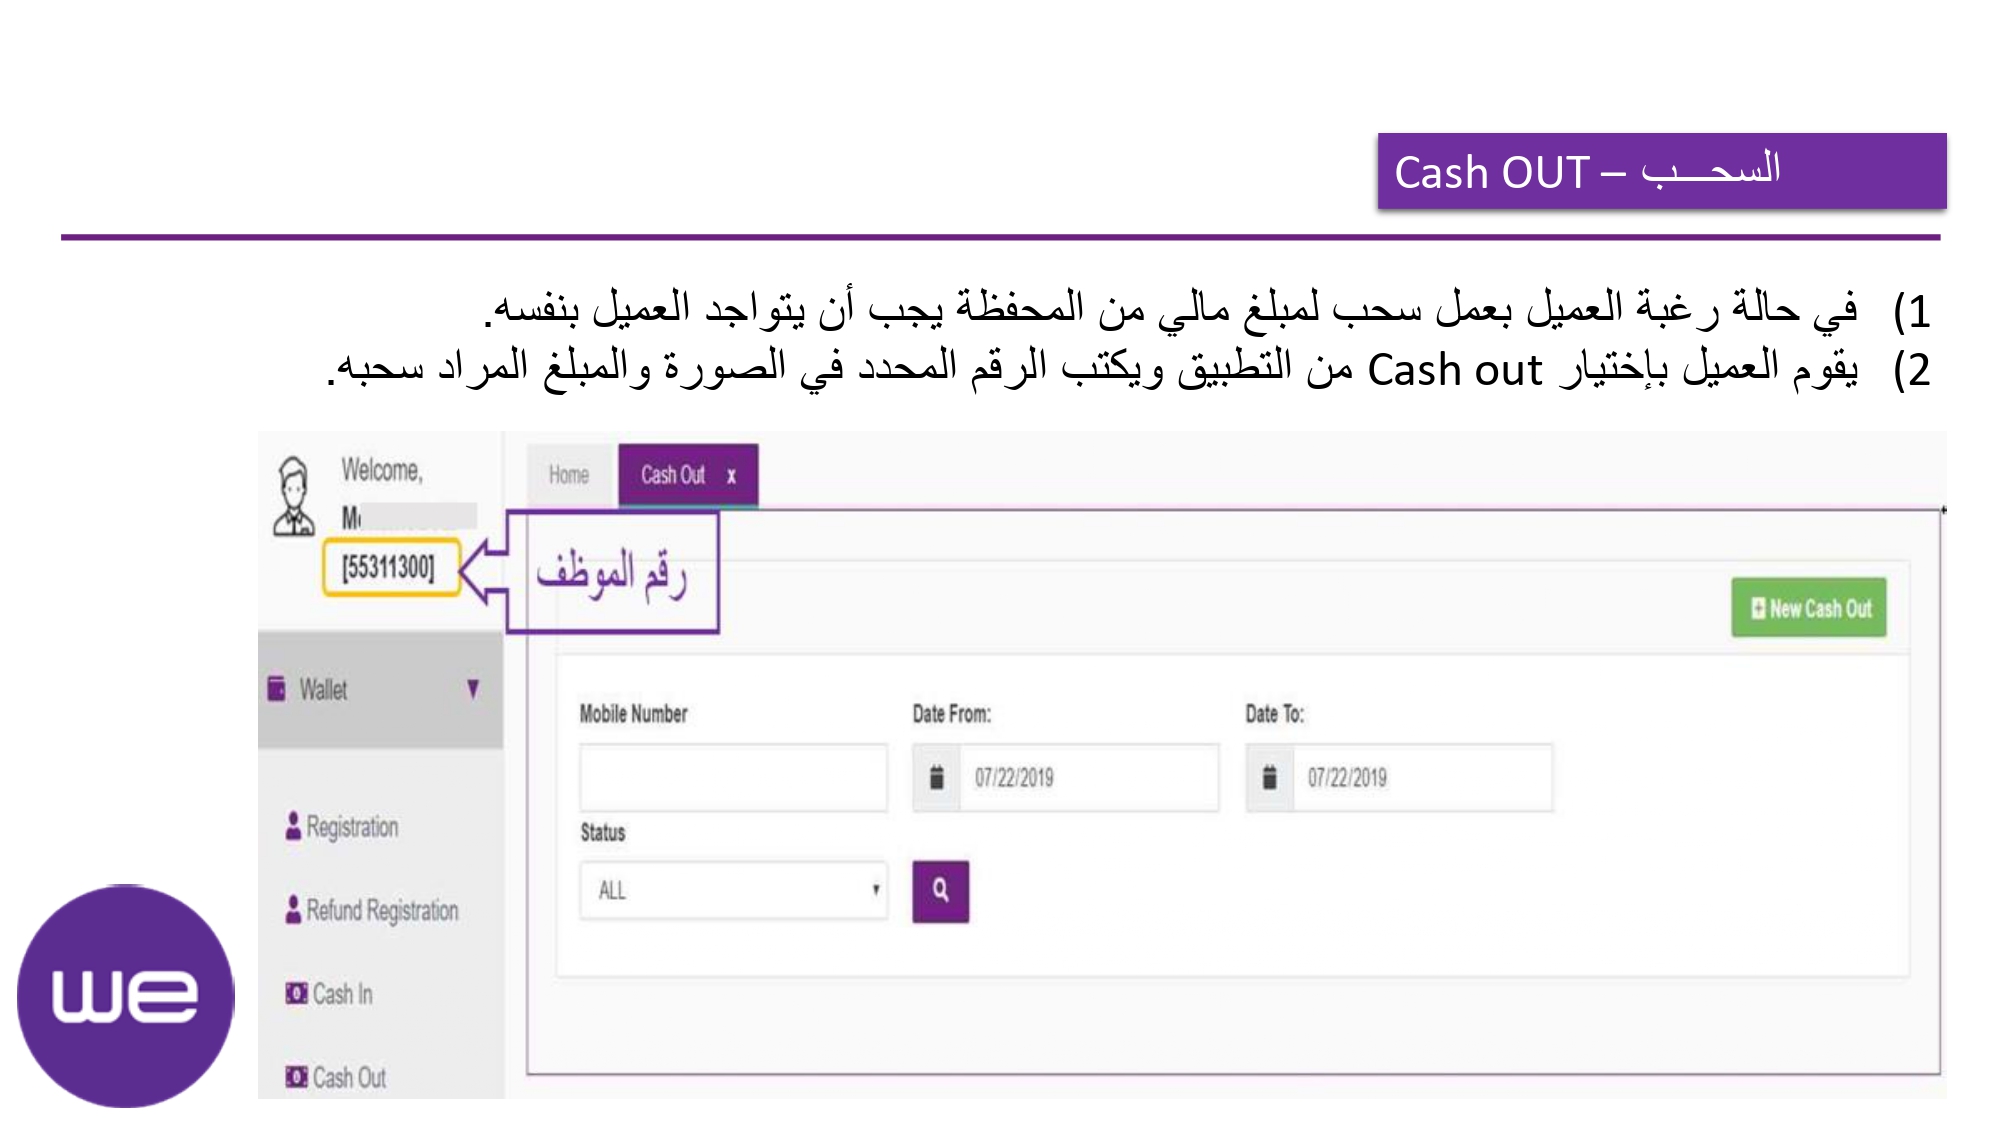 السحـــب – Cash OUT
1) في حالة رغبة العميل بعمل سحب لمبلغ مالي من المحفظة يجب أن يتواجد العميل بنفسه.
2) يقوم العميل بإختيار Cash out من التطبيق ويكتب الرقم المحدد في الصورة والمبلغ المراد سحبه.
Welcome,
[55311300]
رقم الموظف
Home
Cash Out x
New Cash Out
Wallet
Registration
Refund Registration
Cash In
Cash Out
Mobile Number
Date From:
Date To:
07/22/2019
07/22/2019
Status
ALL
we